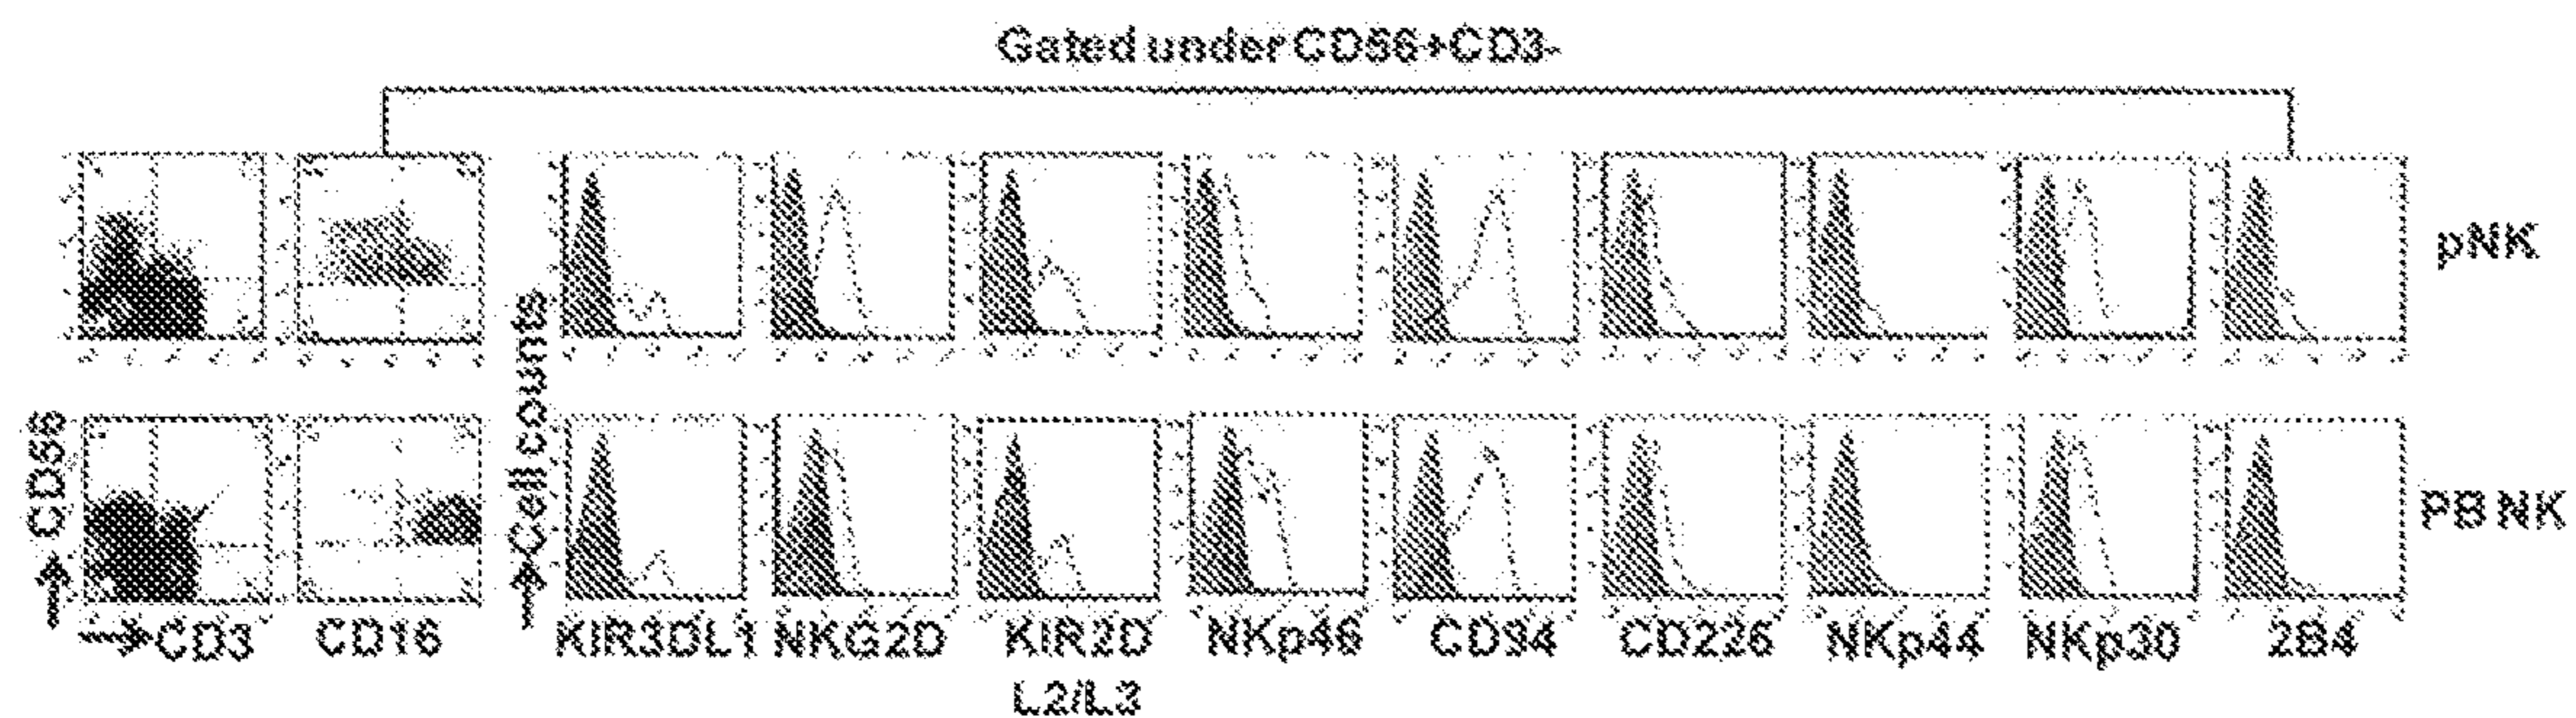 Gated under CD56+CD3-
pNK
CD56
Cell counts
PB NK
CD3 CD16 KIR3DL1 NKG2D KIR2D NKp46 CD94 CD226 NKp44 NKp30 2B4
L2/L3